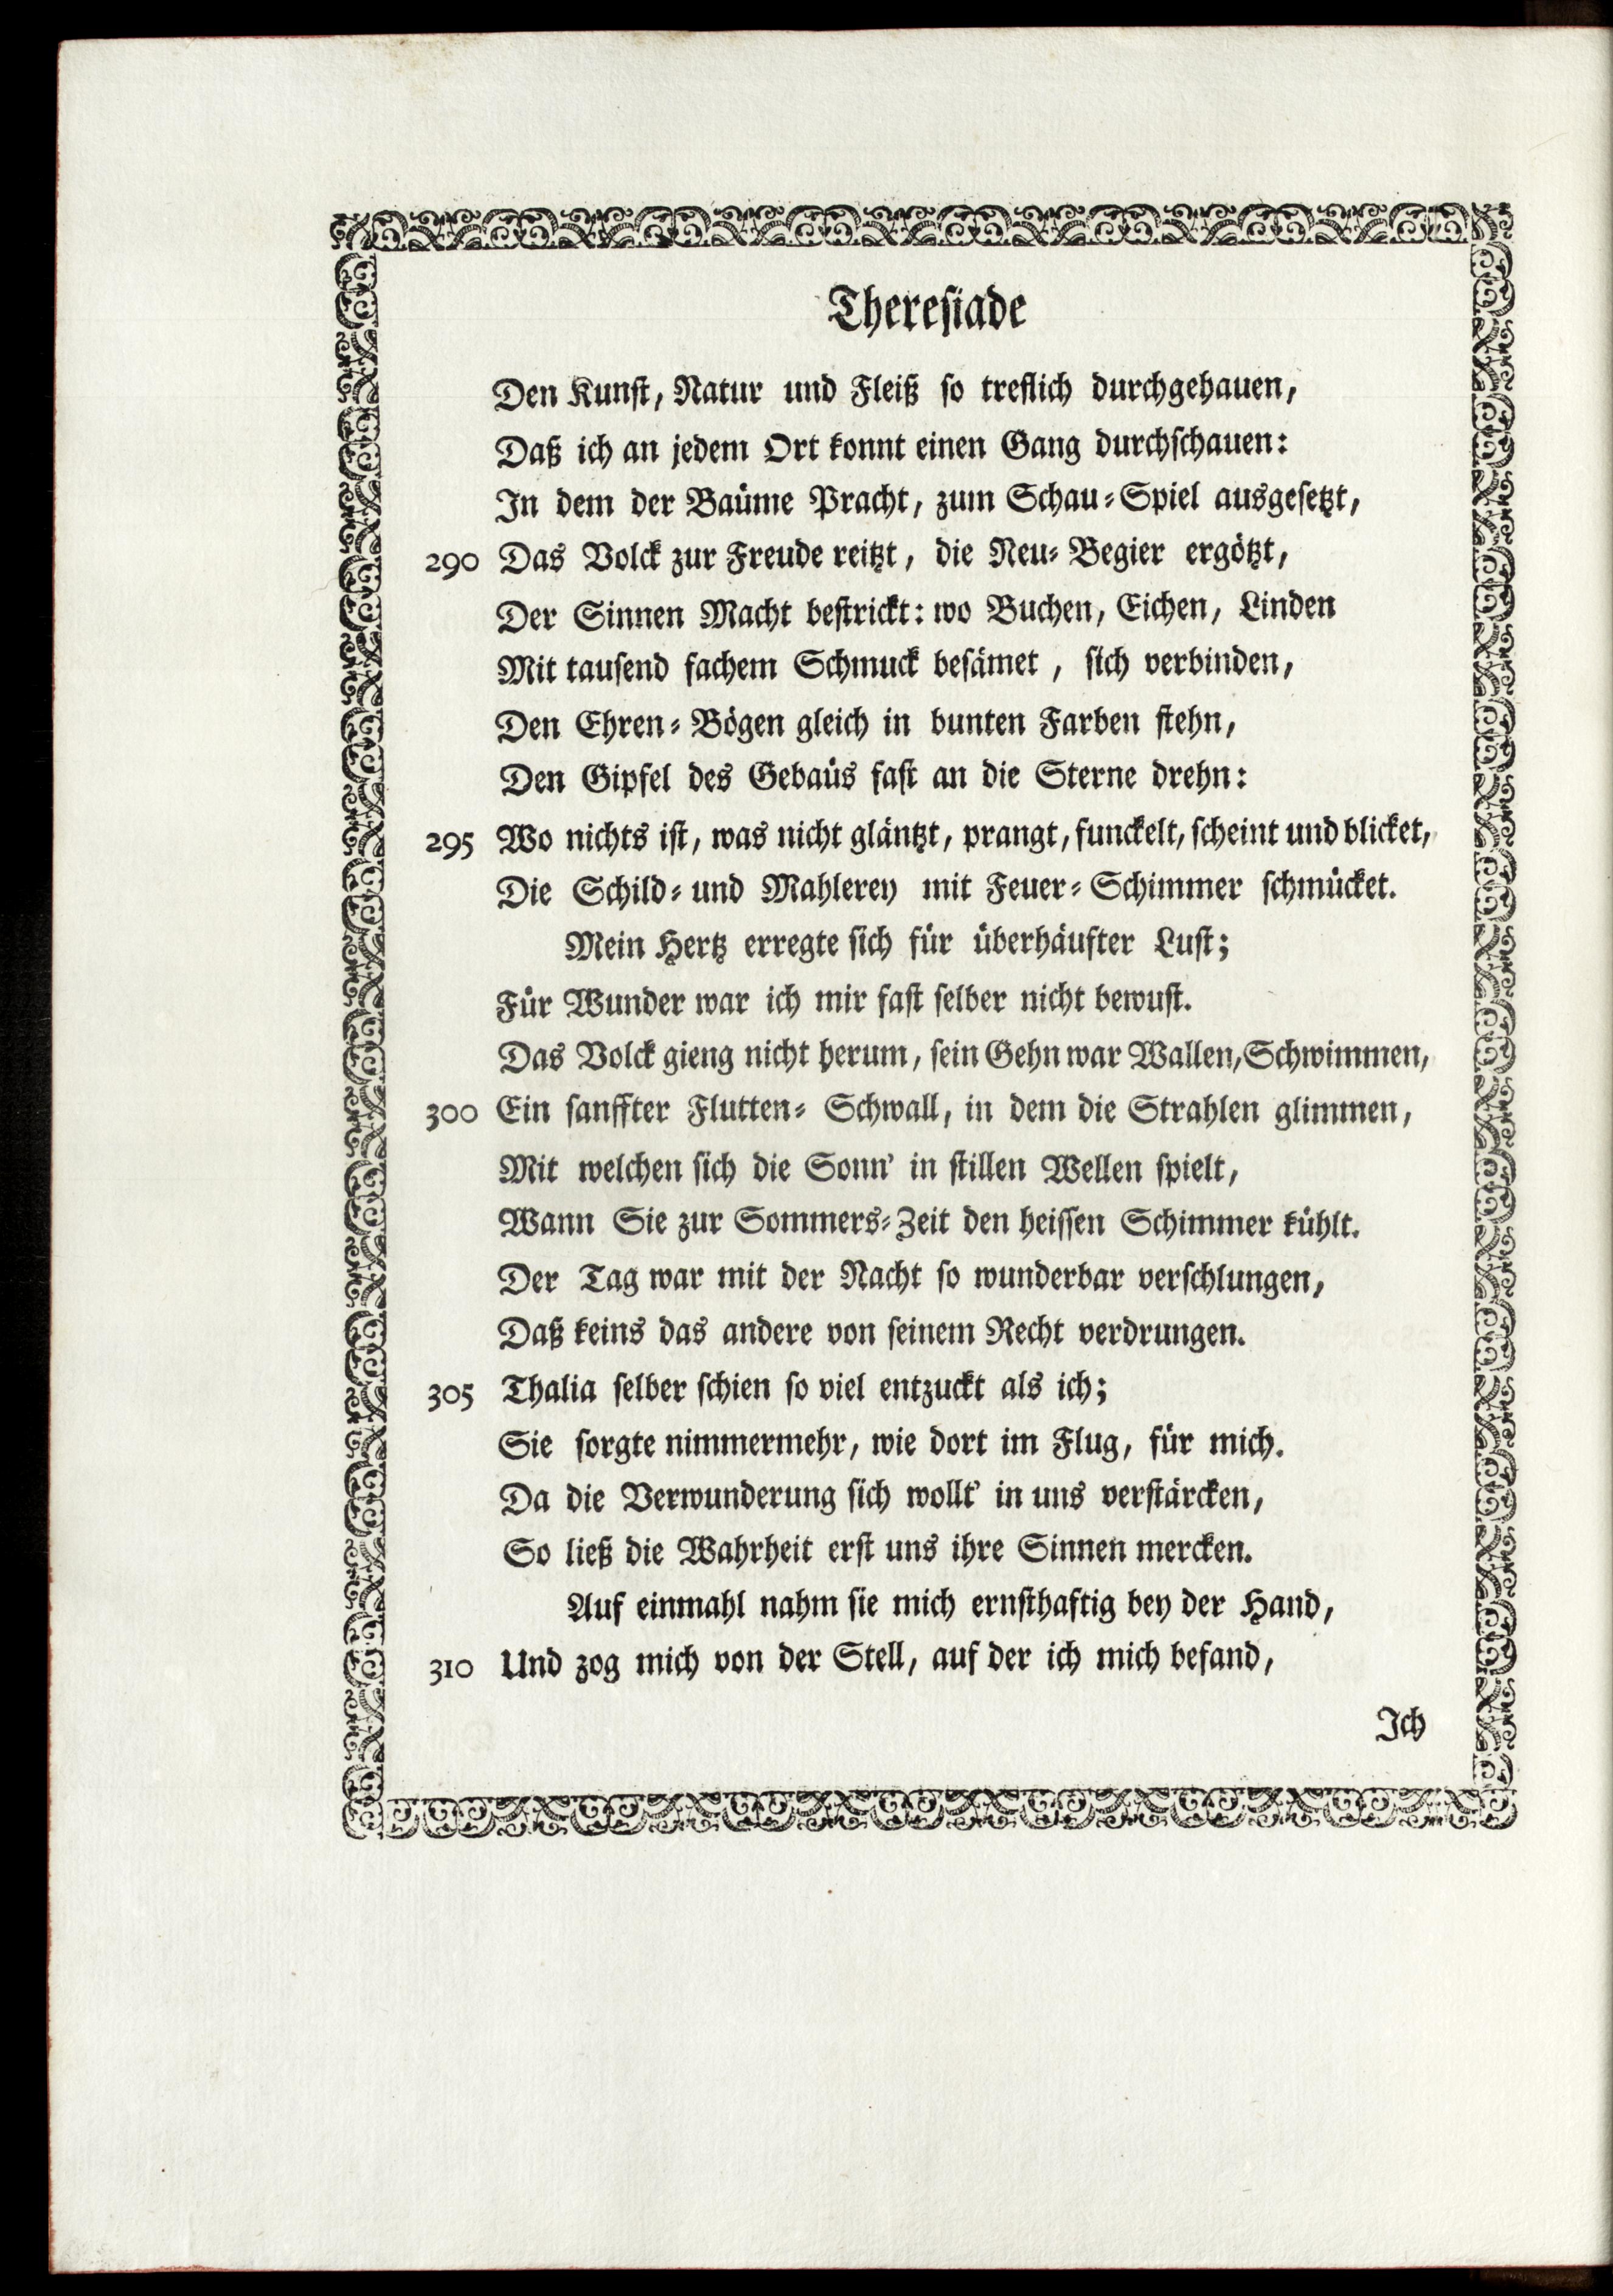 Theresiade
Den Kunst, Natur und Fleiß so treflich durchgehauen,
Daß ich an jedem Ort konnt einen Gang durchschauen:
In dem der Baüme Pracht, zum Schau-Spiel ausgesetzt,
290 Das Volck zur Freude reitzt, die Neu-Begier ergötzt,
Der Sinnen Macht bestrickt: wo Buchen, Eichen, Linden
Mit tausend fachem Schmuck besämet, sich verbinden,
Den Ehren-Bögen gleich in bunten Farben stehn,
Den Gipfel des Gebaüs fast an die Sterne drehn:
295 Wo nichts ist, was nicht gläntzt, prangt, funckelt, scheint und blicket,
Die Schild- und Mahlerey mit Feuer-Schimmer schmücket.
Mein Hertz erregte sich für überhäufter Lust;
Für Wunder war ich mir fast selber nicht bewust.
Das Volck gieng nicht herum, sein Gehn war Wallen, Schwimmen,
300 Ein sanffter Flutten-Schwall, in dem die Strahlen glimmen,
Mit welchen sich die Sonn' in stillen Wellen spielt,
Wann Sie zur Sommers-Zeit den heissen Schimmer kühlt.
Der Tag war mit der Nacht so wunderbar verschlungen,
Daß keins das andere von seinem Recht verdrungen.
305 Thalia selber schien so viel entzuckt als ich;
Sie sorgte nimmermehr, wie dort im Flug, für mich.
Da die Verwunderung sich wollt' in uns verstärcken,
So ließ die Wahrheit erst uns ihre Sinnen mercken.
Auf einmahl nahm sie mich ernsthaftig bey der Hand,
310 Und zog mich von der Stell, auf der ich mich befand,
Ich